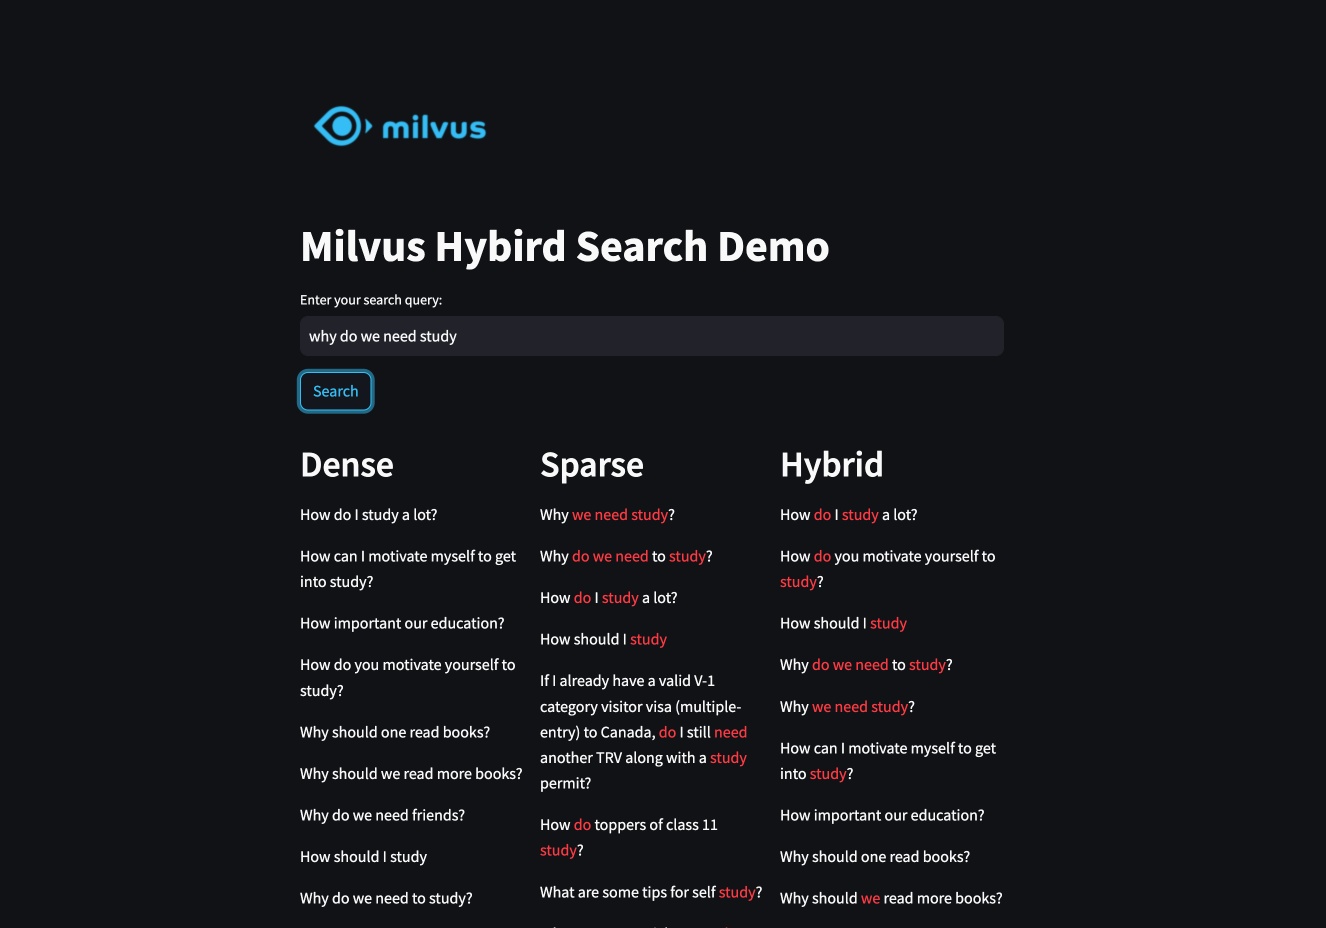 milvus
Milvus Hybird Search Demo
Enter your search query:
why do we need study
Search
Dense
How do I study a lot?
How can I motivate myself to get
into study?
How important our education?
How do you motivate yourself to
study?
Why should one read books?
Why should we read more books?
Why do we need friends?
How should I study
Why do we need to study?
Sparse
Why we need study?
Why do we need to study?
How do I study a lot?
How should I study
If I already have a valid V-1
category visitor visa (multiple-
entry) to Canada, do I still need
another TRV along with a study
permit?
How do toppers of class 11
study?
What are some tips for self study?
Hybrid
How do I study a lot?
How do you motivate yourself to
study?
How should I study
Why do we need to study?
Why we need study?
How can I motivate myself to get
into study?
How important our education?
Why should one read books?
Why should we read more books?